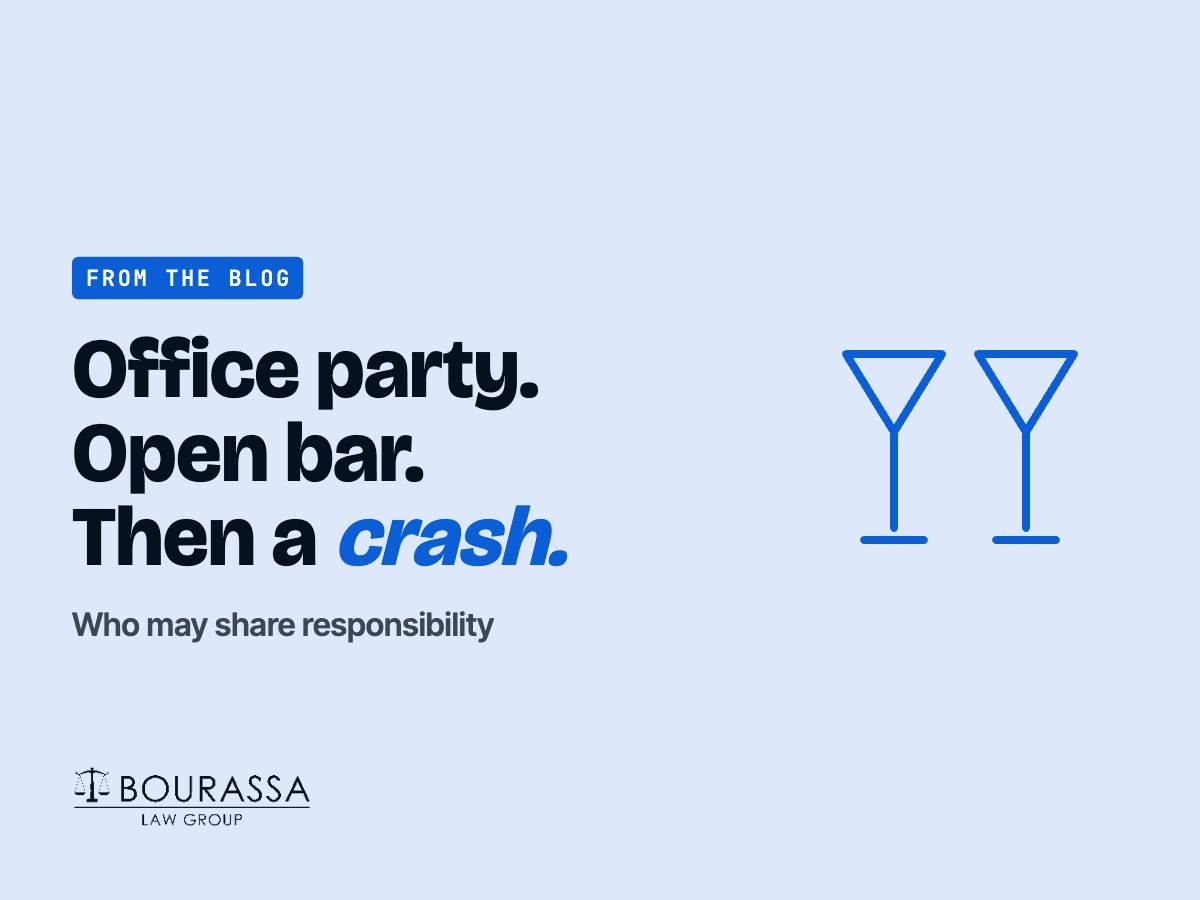 FROM THE BLOG
Office party.
Open bar.
Then a crash.
Who may share responsibility
BOURASSA
LAW GROUP